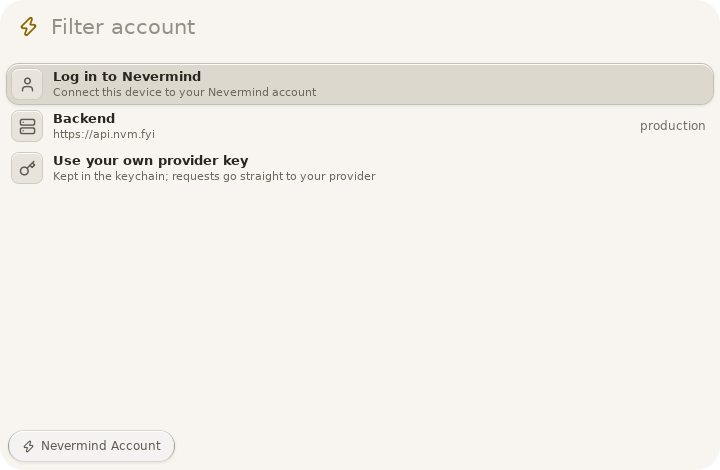 Filter account
Log in to Nevermind
Connect this device to your Nevermind account
Backend
https://api.nvm.fyi
production
Use your own provider key
Kept in the keychain; requests go straight to your provider
Nevermind Account